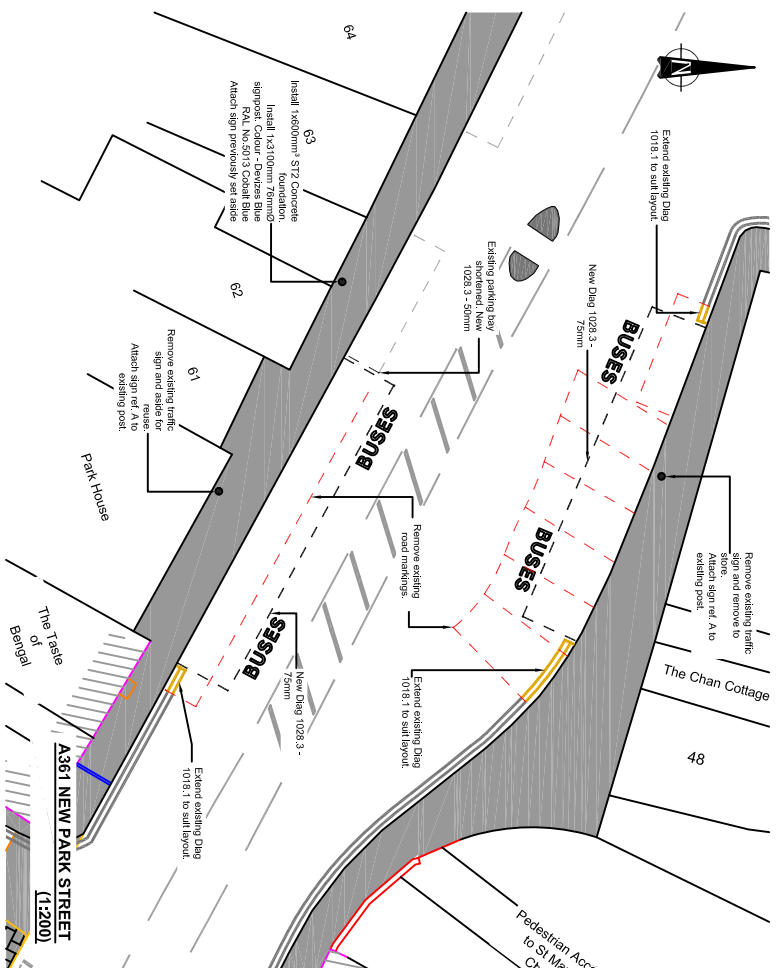 N
Extend existing Diag
1018.1 to suit layout.
New Diag 1028.3 -
75mm
BUSES
BUSES
Remove existing traffic
sign and remove to
store.
Attach sign ref. A to
existing post.
The Chan Cottage
48
64
63
62
61
Install 1x600mm³ ST2 Concrete
foundation.
Install 1x3100mm 76mmØ
signpost. Colour - Devizes Blue
RAL No.5013 Cobalt Blue
Attach sign previously set aside
Existing parking bay
shortened. New
1028.3 - 50mm
BUSES
BUSES
Remove existing
road markings.
Remove existing traffic
sign and aside for
reuse.
Attach sign ref. A to
existing post.
Park House
New Diag 1028.3 -
75mm
Extend existing Diag
1018.1 to suit layout.
Extend existing Diag
1018.1 to suit layout.
The Taste
of
Bengal
Pedestrian Acc
to St Ma
Ch
A361 NEW PARK STREET
(1:200)